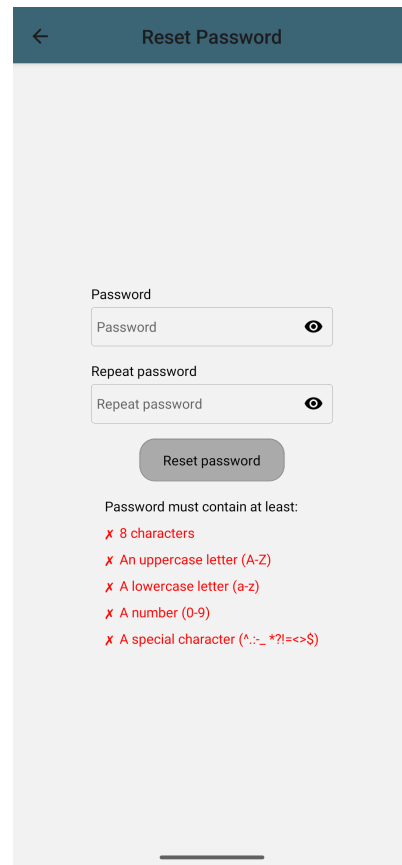 Reset Password
Password
Password
Repeat password
Repeat password
Reset password
Password must contain at least:
✗ 8 characters
✗ An uppercase letter (A-Z)
✗ A lowercase letter (a-z)
✗ A number (0-9)
✗ A special character (^.:-_ *?!=<>$)